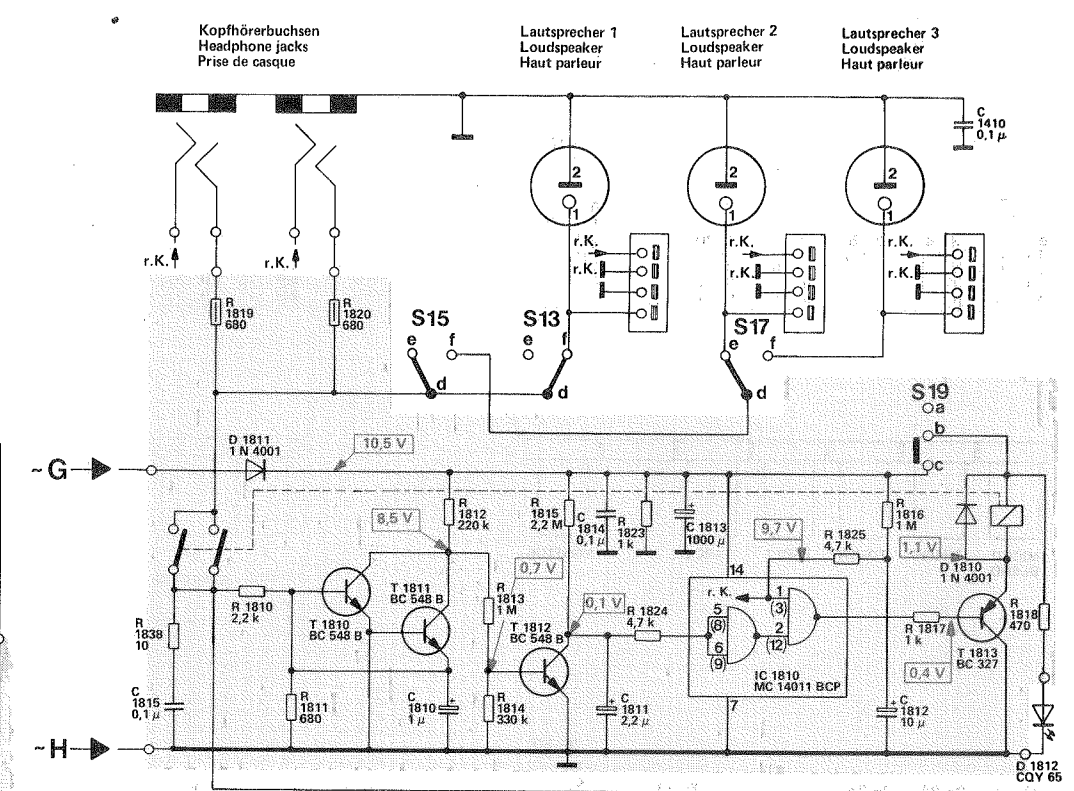 Kopfhörerbuchsen
Headphone jacks
Prise de casque
Lautsprecher 1
Loudspeaker
Haut parleur
Lautsprecher 2
Loudspeaker
Haut parleur
Lautsprecher 3
Loudspeaker
Haut parleur
C
1410
0,1 µ
2
1
2
1
2
1
r.K.
r.K.
r.K.
r.K.
r.K.
r.K.
r.K.
r.K.
R
1819
680
R
1820
680
S15
e
f
d
S13
e
f
d
S17
e
f
d
S19
a
b
c
~G
D 1811
1 N 4001
10,5 V
8,5 V
R
1812
220 k
R
1815
2,2 M
C
1814
0,1 µ
R
1823
1 k
C 1813
1000 µ
9,7 V
R 1825
4,7 k
R
1816
1 M
1,1 V
D 1810
1 N 4001
0,7 V
R 1810
2,2 k
T 1811
BC 548 B
T 1810
BC 548 B
R
1813
1 M
T 1812
BC 548 B
0,1 V
R 1824
4,7 k
14
r. K.
1
(3)
5
(8)
2
(12)
6
(9)
IC 1810
MC 14011 BCP
7
R 1817
1 k
0,4 V
T 1813
BC 327
R
1818
470
R
1838
10
C
1815
0,1 µ
R
1811
680
C
1810
1 µ
R
1814
330 k
C
1811
2,2 µ
C
1812
10 µ
~H
D 1812
CQY 65